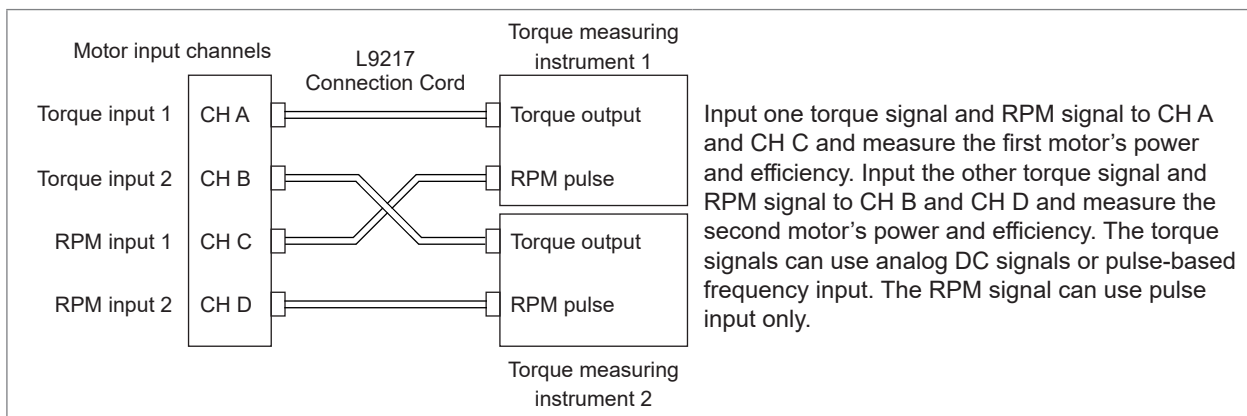 Motor input channels
L9217
Connection Cord
Torque measuring
instrument 1
Torque input 1
CH A
Torque output
Torque input 2
CH B
RPM pulse
RPM input 1
CH C
Torque output
RPM input 2
CH D
RPM pulse
Torque measuring
instrument 2
Input one torque signal and RPM signal to CH A
and CH C and measure the first motor’s power
and efficiency. Input the other torque signal and
RPM signal to CH B and CH D and measure the
second motor’s power and efficiency. The torque
signals can use analog DC signals or pulse-based
frequency input. The RPM signal can use pulse
input only.